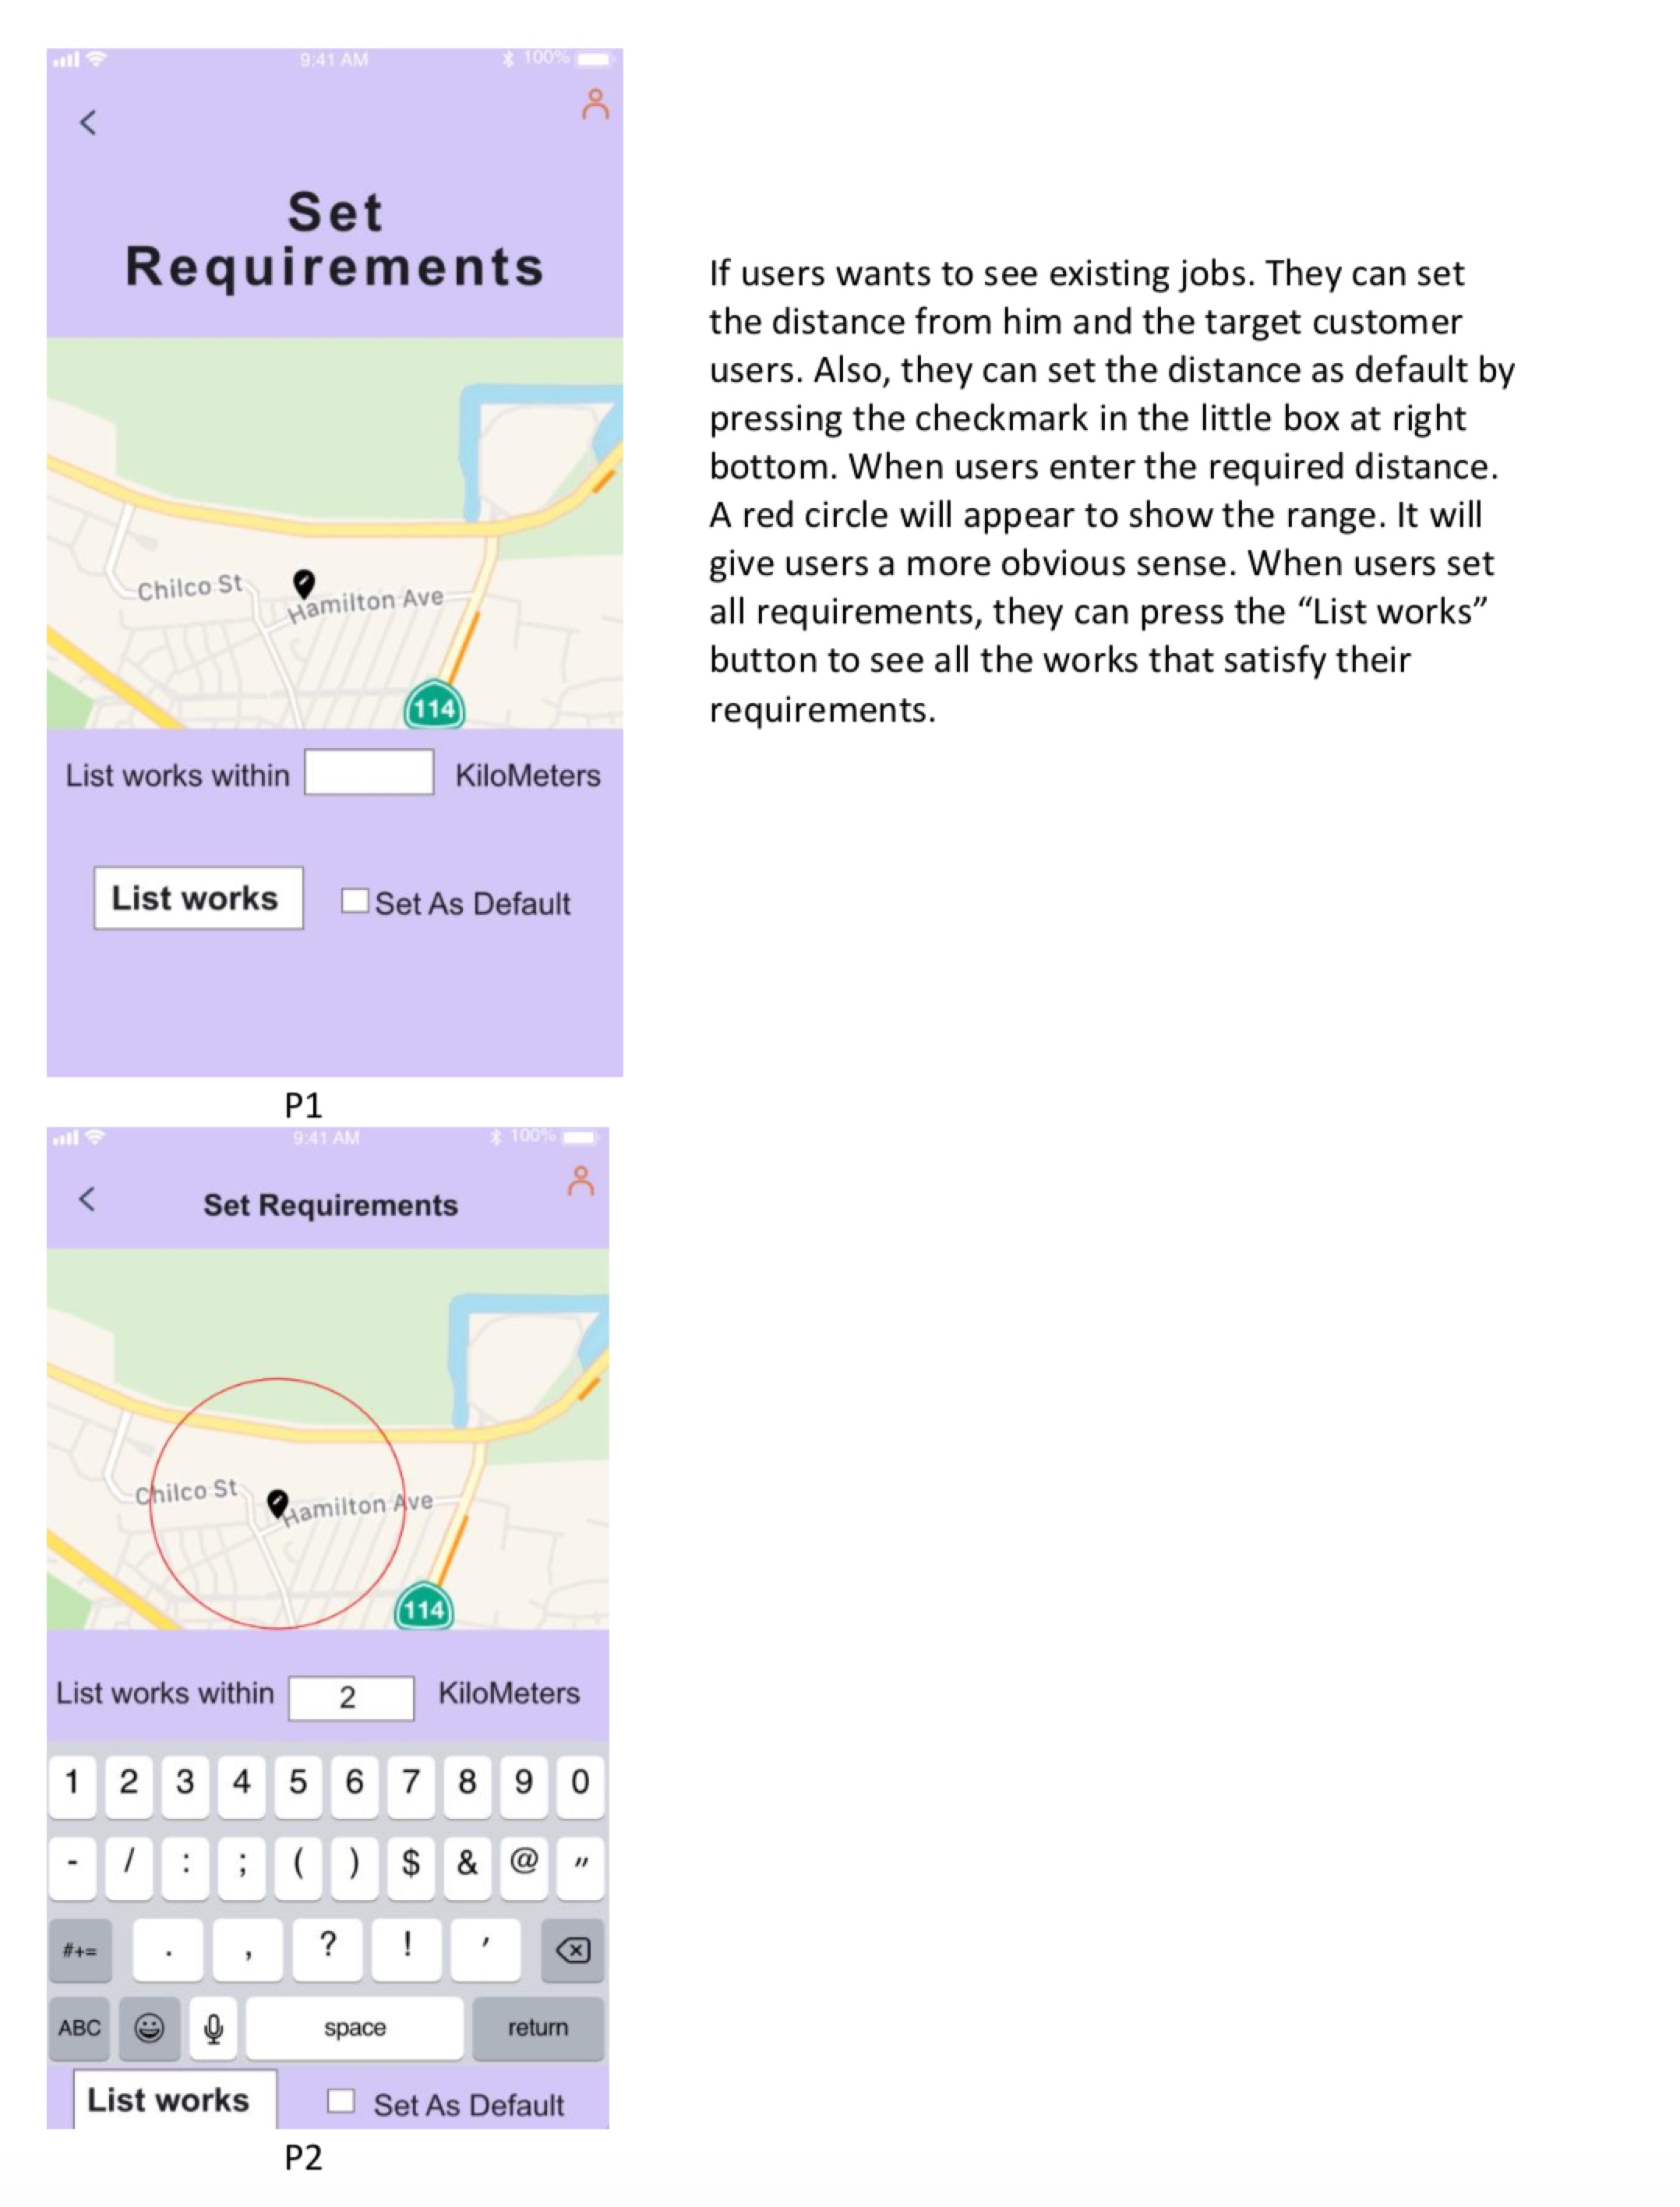 9:41 AM 100%
Set
Requirements
Chilco St
Hamilton Ave
114
List works within KiloMeters
List works Set As Default
P1
If users wants to see existing jobs. They can set
the distance from him and the target customer
users. Also, they can set the distance as default by
pressing the checkmark in the little box at right
bottom. When users enter the required distance.
A red circle will appear to show the range. It will
give users a more obvious sense. When users set
all requirements, they can press the “List works”
button to see all the works that satisfy their
requirements.
9:41 AM 100%
Set Requirements
Chilco St
Hamilton Ave
114
List works within 2 KiloMeters
1 2 3 4 5 6 7 8 9 0
- / : ; ( ) $ & @ "
#+= . , ? ! '
ABC space return
List works Set As Default
P2